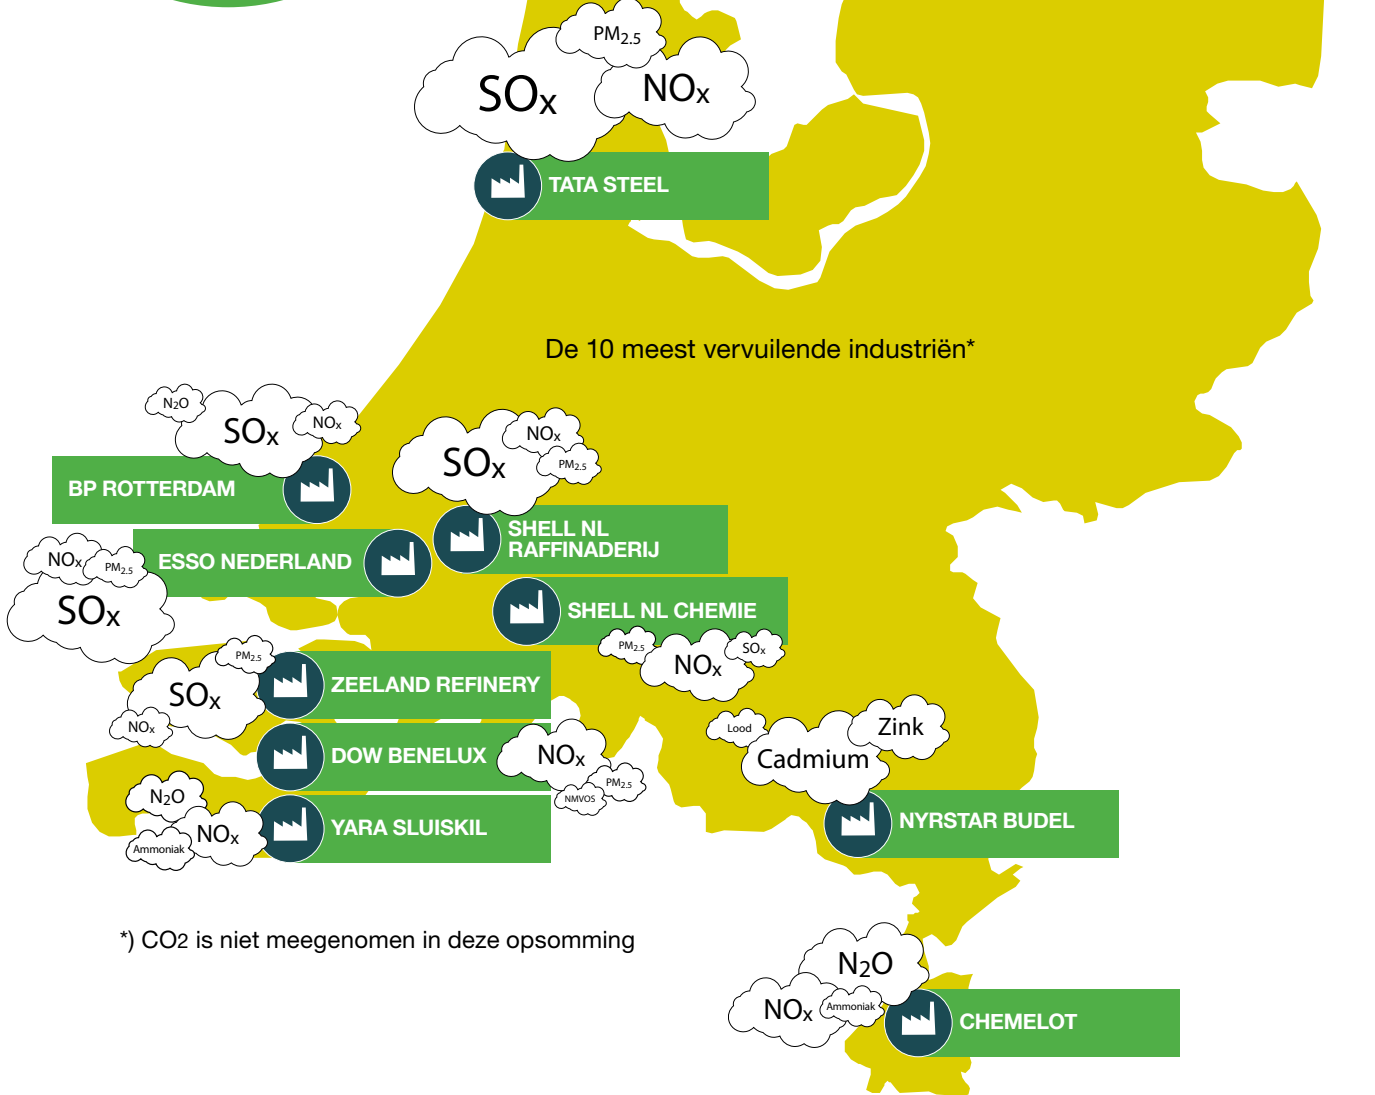 PM2.5
SOx
NOx
TATA STEEL
De 10 meest vervuilende industriën*
N2O
SOx
NOx
BP ROTTERDAM
SOx
NOx
PM2.5
SHELL NL
RAFFINADERIJ
NOx
PM2.5
SOx
ESSO NEDERLAND
SHELL NL CHEMIE
PM2.5
NOx
SOx
PM2.5
SOx
NOx
ZEELAND REFINERY
DOW BENELUX
NOx
PM2.5
NMVOS
Lood
Cadmium
Zink
NYRSTAR BUDEL
N2O
NOx
Ammoniak
YARA SLUISKIL
*) CO2 is niet meegenomen in deze opsomming
N2O
NOx
Ammoniak
CHEMELOT